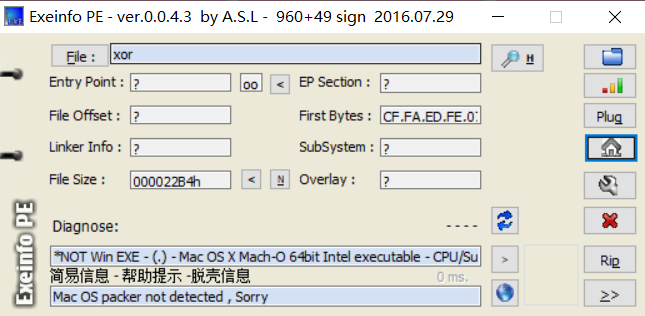 Exeinfo PE - ver.0.0.4.3 by A.S.L - 960+49 sign 2016.07.29
File : xor H
Entry Point : ? oo < EP Section : ?
File Offset : ? First Bytes : CF.FA.ED.FE.0 Plug
Linker Info : ? SubSystem : ?
File Size : 000022B4h < N Overlay : ?
Diagnose: ----
*NOT Win EXE - (.) - Mac OS X Mach-O 64bit Intel executable - CPU/Su > Rip
简易信息 - 帮助提示 -脱壳信息 0 ms.
Mac OS packer not detected , Sorry >>
Exeinfo PE